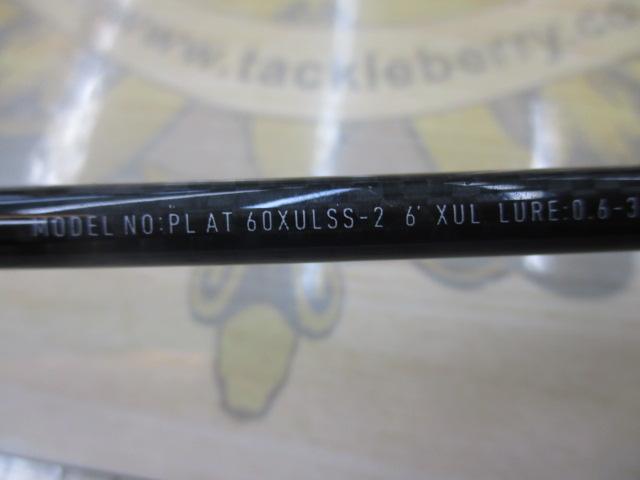 www.tackleberry.co
MODEL NO:PL AT 60XULSS-2 6' XUL LURE:0.6-3